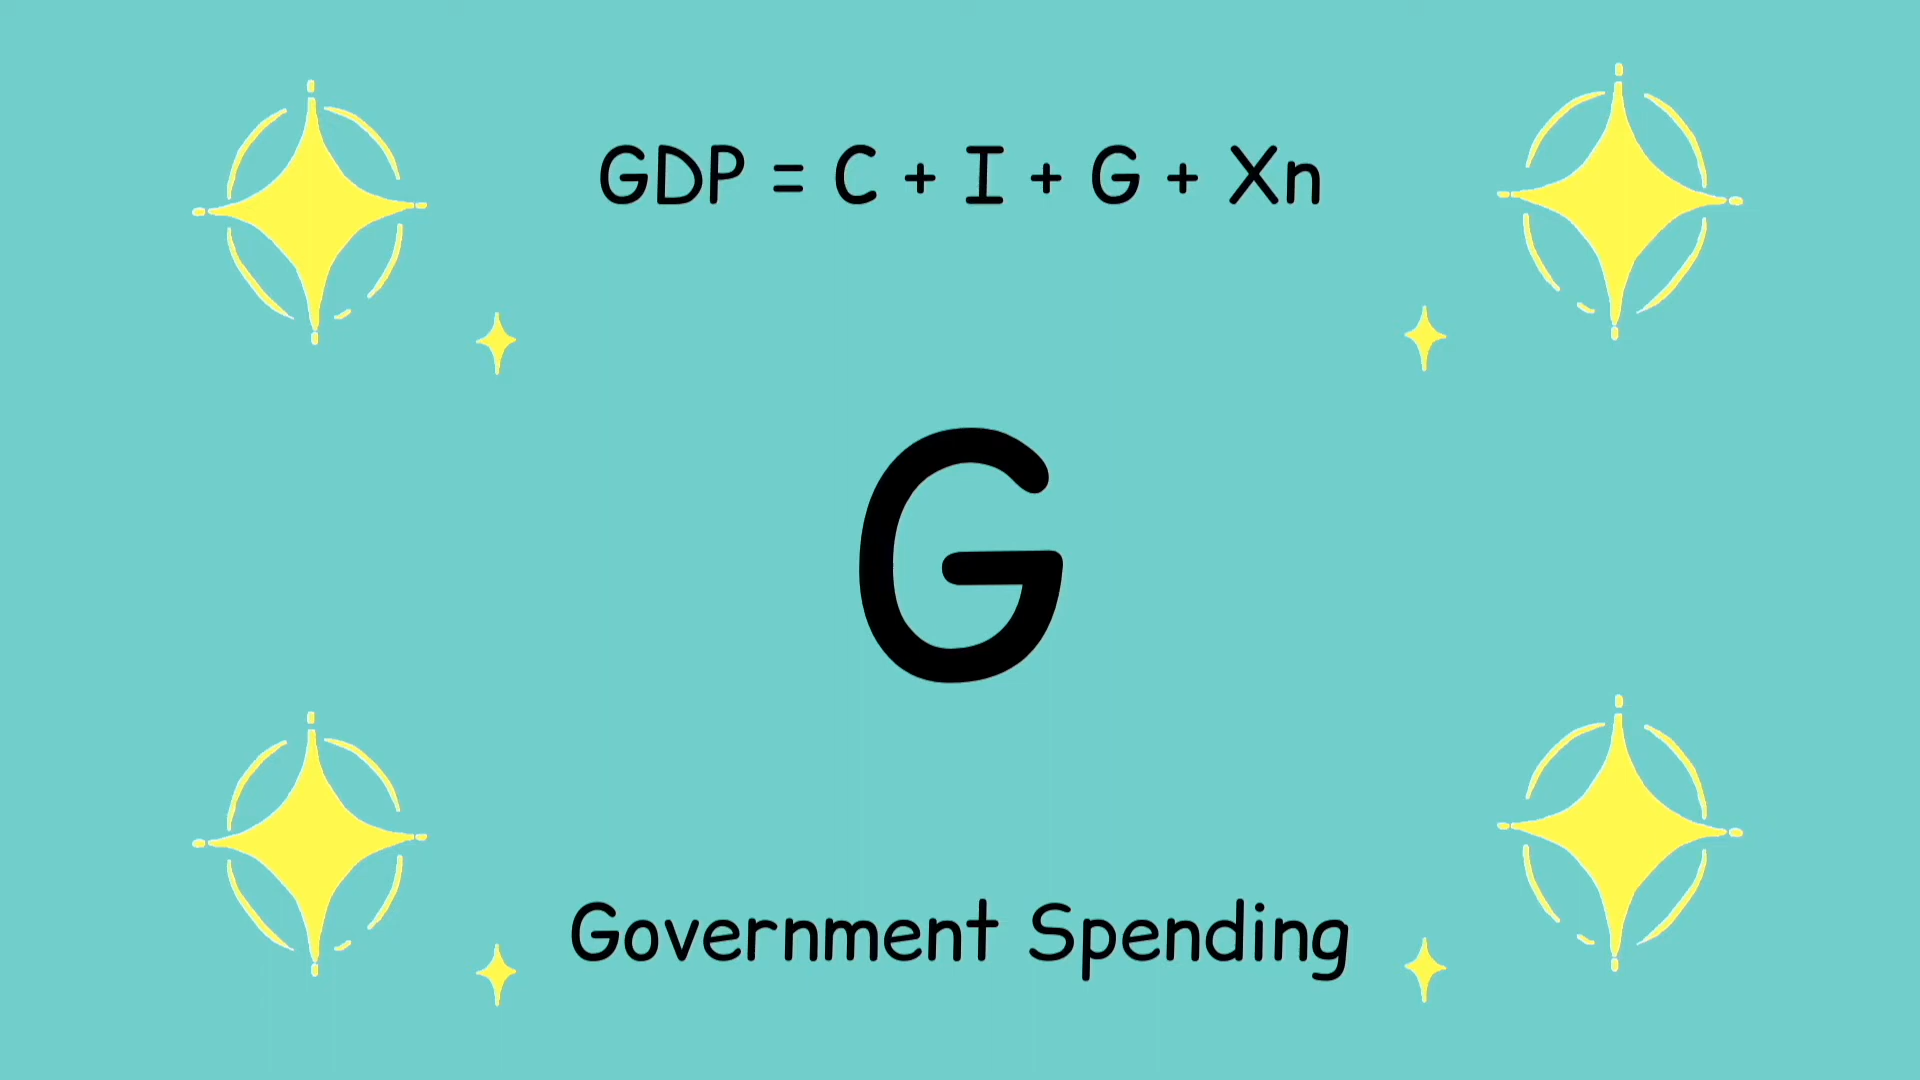 GDP = C + I + G + Xn
G
Government Spending